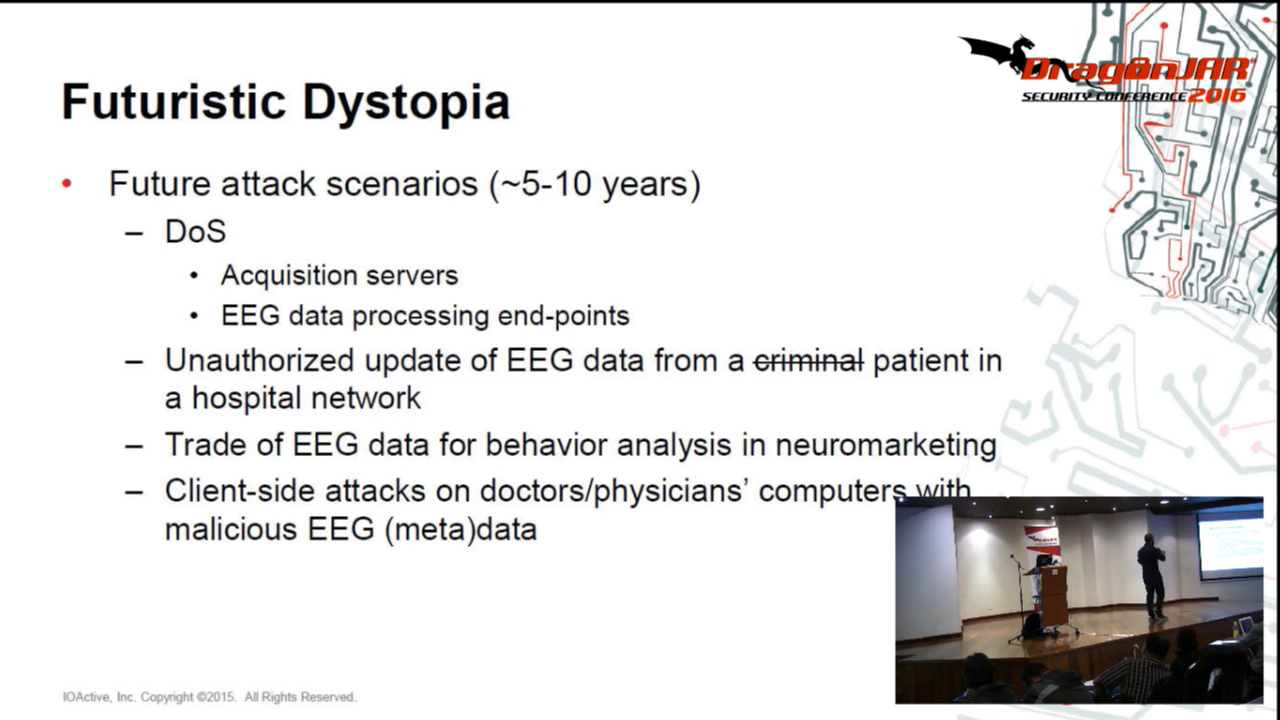 DragonJAR
SECURITY CONFERENCE 2016
Futuristic Dystopia
• Future attack scenarios (~5-10 years)
– DoS
• Acquisition servers
• EEG data processing end-points
– Unauthorized update of EEG data from a criminal patient in
a hospital network
– Trade of EEG data for behavior analysis in neuromarketing
– Client-side attacks on doctors/physicians’ computers with
malicious EEG (meta)data
IOActive, Inc. Copyright ©2015. All Rights Reserved.